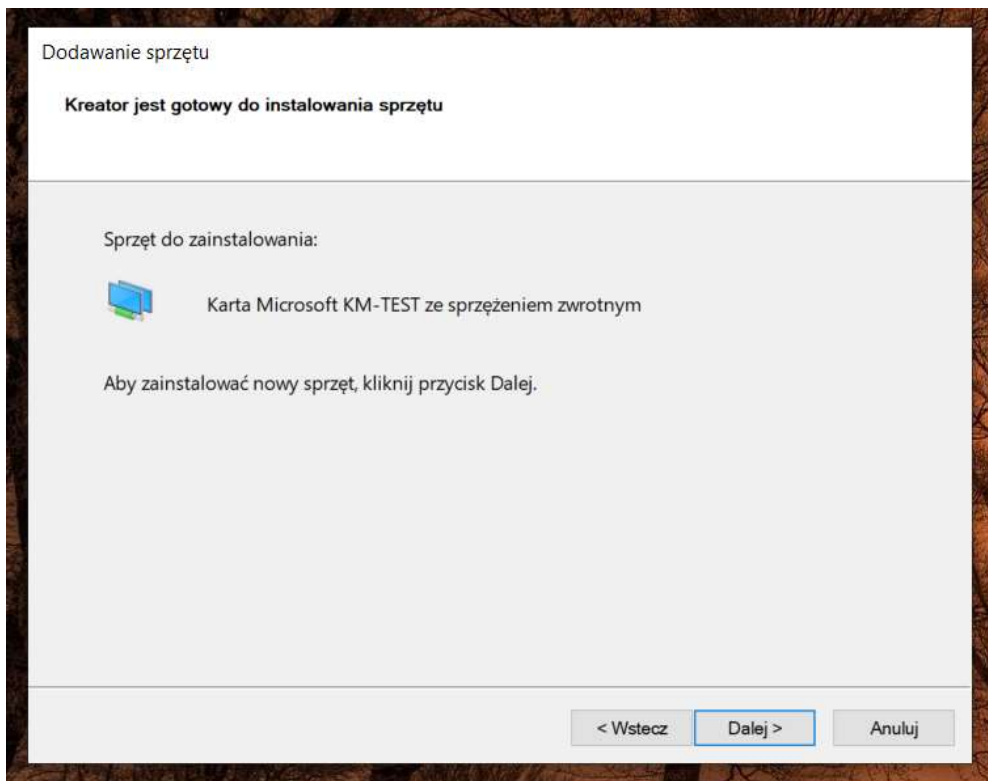 Dodawanie sprzętu
Kreator jest gotowy do instalowania sprzętu
Sprzęt do zainstalowania:
Karta Microsoft KM-TEST ze sprzężeniem zwrotnym
Aby zainstalować nowy sprzęt, kliknij przycisk Dalej.
< Wstecz Dalej > Anuluj